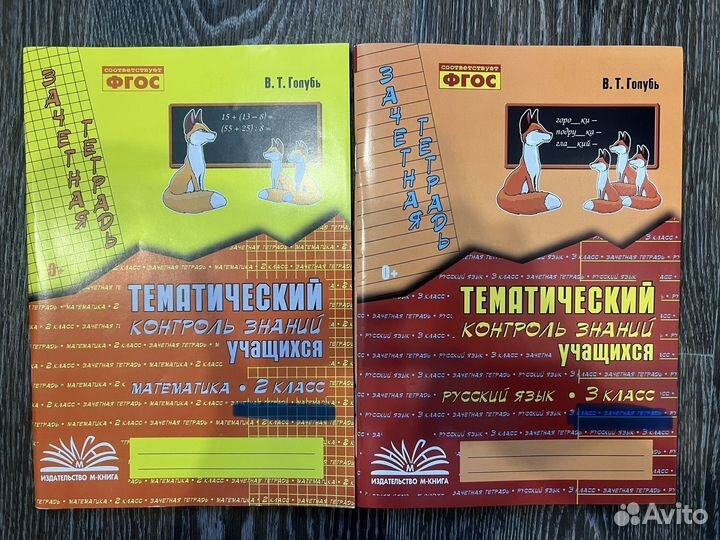 соответствует
ФГОС
В. Т. Голубь
ЗАЧЕТНАЯ
ТЕТРАДЬ
15 + (13 – 8) =
(55 + 25) : 8 =
0+
ТЕМАТИЧЕСКИЙ
КОНТРОЛЬ ЗНАНИЙ
УЧАЩИХСЯ
МАТЕМАТИКА • 2 КЛАСС
М
ИЗДАТЕЛЬСТВО М-КНИГА
соответствует
ФГОС
В. Т. Голубь
ЗАЧЕТНАЯ
ТЕТРАДЬ
горо__ки –
подру__ка –
гла__кий –
0+
ТЕМАТИЧЕСКИЙ
КОНТРОЛЬ ЗНАНИЙ
УЧАЩИХСЯ
РУССКИЙ ЯЗЫК • 3 КЛАСС
М
ИЗДАТЕЛЬСТВО М-КНИГА
Avito